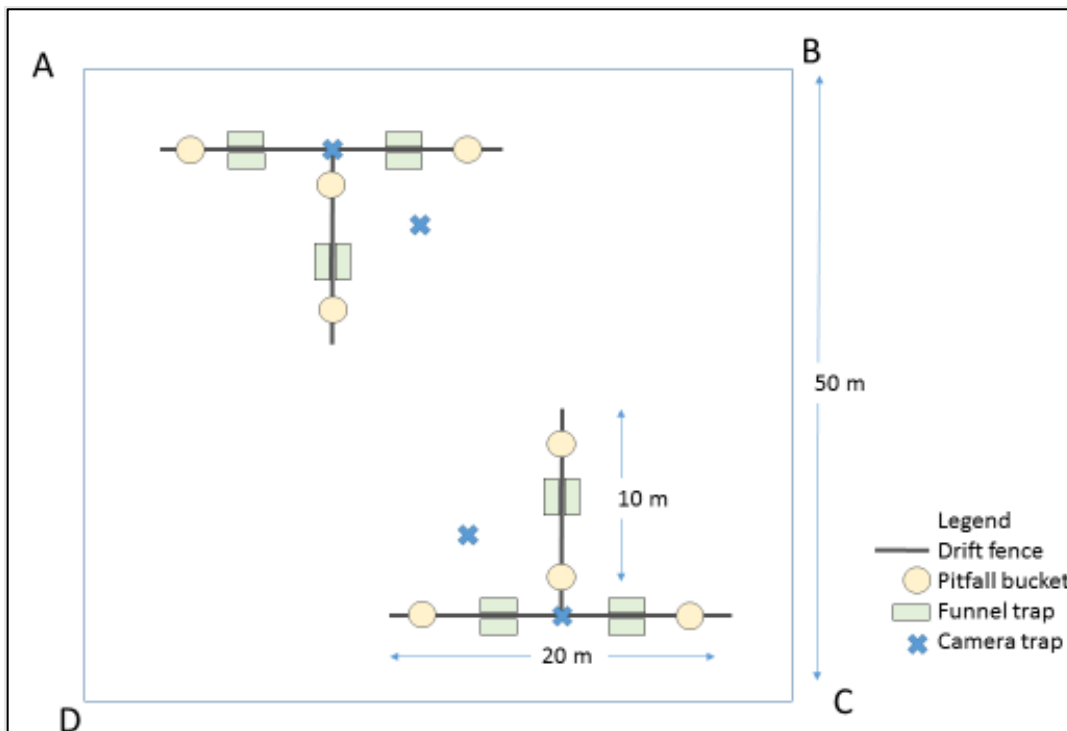 A
B
50 m
10 m
20 m
D
C
Legend
Drift fence
Pitfall bucket
Funnel trap
Camera trap